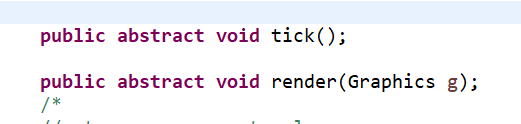 public abstract void tick();
public abstract void render(Graphics g);
/*